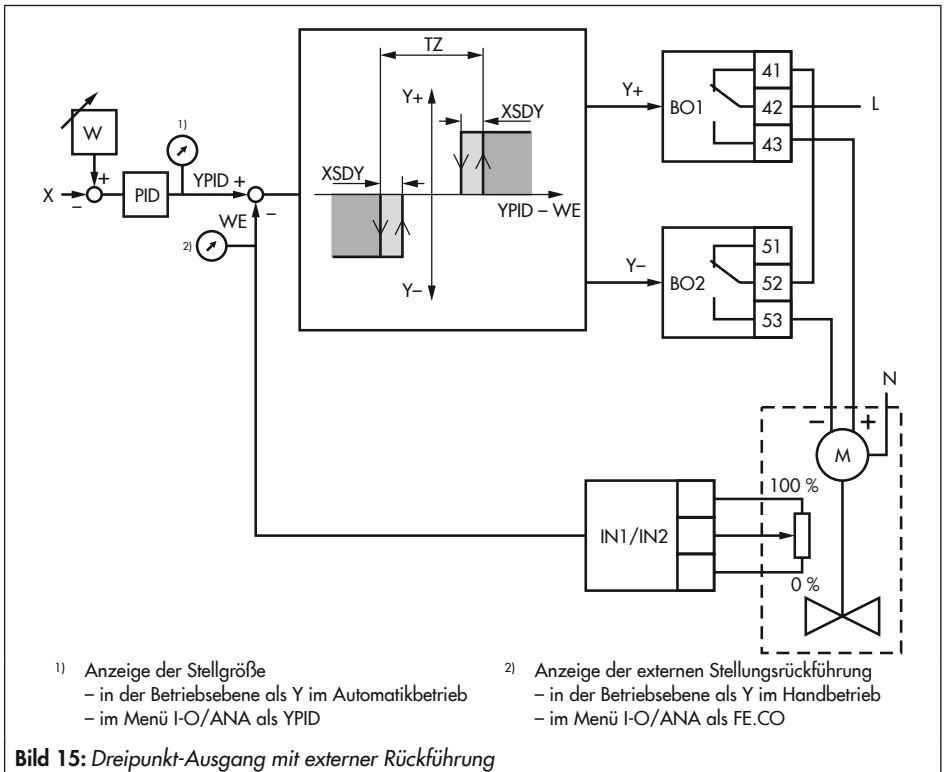 TZ
Y+
XSDY
XSDY
YPID – WE
Y–
W
1)
X
–
+
PID
YPID +
–
WE
2)
Y+
BO1
41
42
43
L
Y–
BO2
51
52
53
N
– +
M
IN1/IN2
100 %
0 %
1) Anzeige der Stellgröße
– in der Betriebsebene als Y im Automatikbetrieb
– im Menü I-O/ANA als YPID
2) Anzeige der externen Stellungsrückführung
– in der Betriebsebene als Y im Handbetrieb
– im Menü I-O/ANA als FE.CO
Bild 15: Dreipunkt-Ausgang mit externer Rückführung